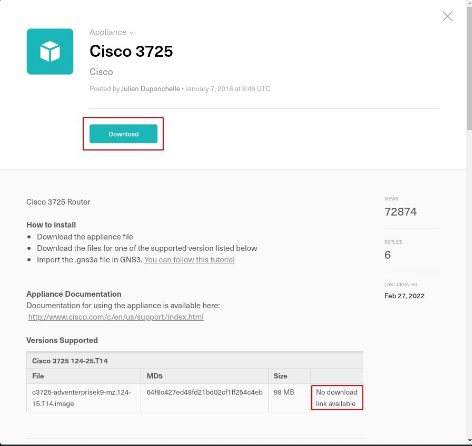 Appliance
Cisco 3725
Cisco
Posted by Julien Duponchelle • January 7, 2016 at 8:46 UTC
Download
Cisco 3725 Router
VIEWS
72874
How to install
• Download the appliance file
• Download the files for one of the supported version listed below
• Import the .gns3a file in GNS3. You can follow this tutorial
REPLIES
6
LAST UPDATED
Feb 27, 2022
Appliance Documentation
Documentation for using the appliance is available here:
http://www.cisco.com/c/en/us/support/index.html
Versions Supported
Cisco 3725 124-25.T14
File MD5 Size
c3725-adventerprisek9-mz.124- 64f8c427ed48fd21bd02cf1ff254c4eb 98 MB No download
15.T14.image link available